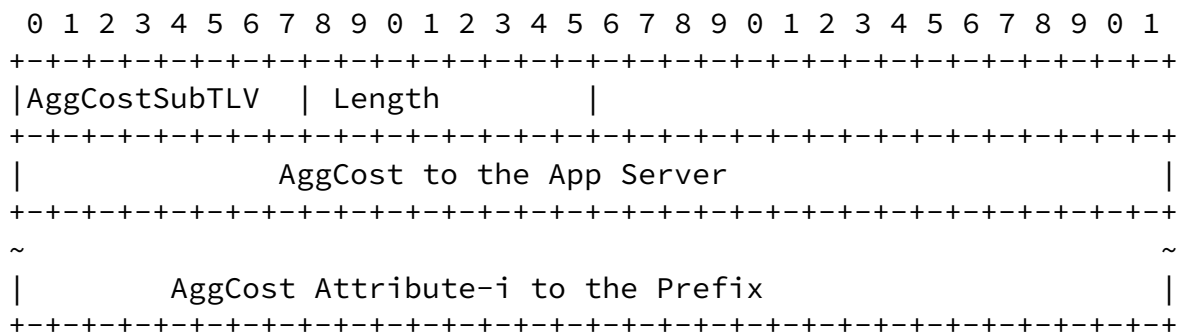 0 1 2 3 4 5 6 7 8 9 0 1 2 3 4 5 6 7 8 9 0 1 2 3 4 5 6 7 8 9 0 1
+-+-+-+-+-+-+-+-+-+-+-+-+-+-+-+-+-+-+-+-+-+-+-+-+-+-+-+-+-+-+-+-+
|AggCostSubTLV  | Length        |
+-+-+-+-+-+-+-+-+-+-+-+-+-+-+-+-+-+-+-+-+-+-+-+-+-+-+-+-+-+-+-+-+
|              AggCost to the App Server                        |
+-+-+-+-+-+-+-+-+-+-+-+-+-+-+-+-+-+-+-+-+-+-+-+-+-+-+-+-+-+-+-+-+
~                                                               ~
|        AggCost Attribute-i to the Prefix                      |
+-+-+-+-+-+-+-+-+-+-+-+-+-+-+-+-+-+-+-+-+-+-+-+-+-+-+-+-+-+-+-+-+